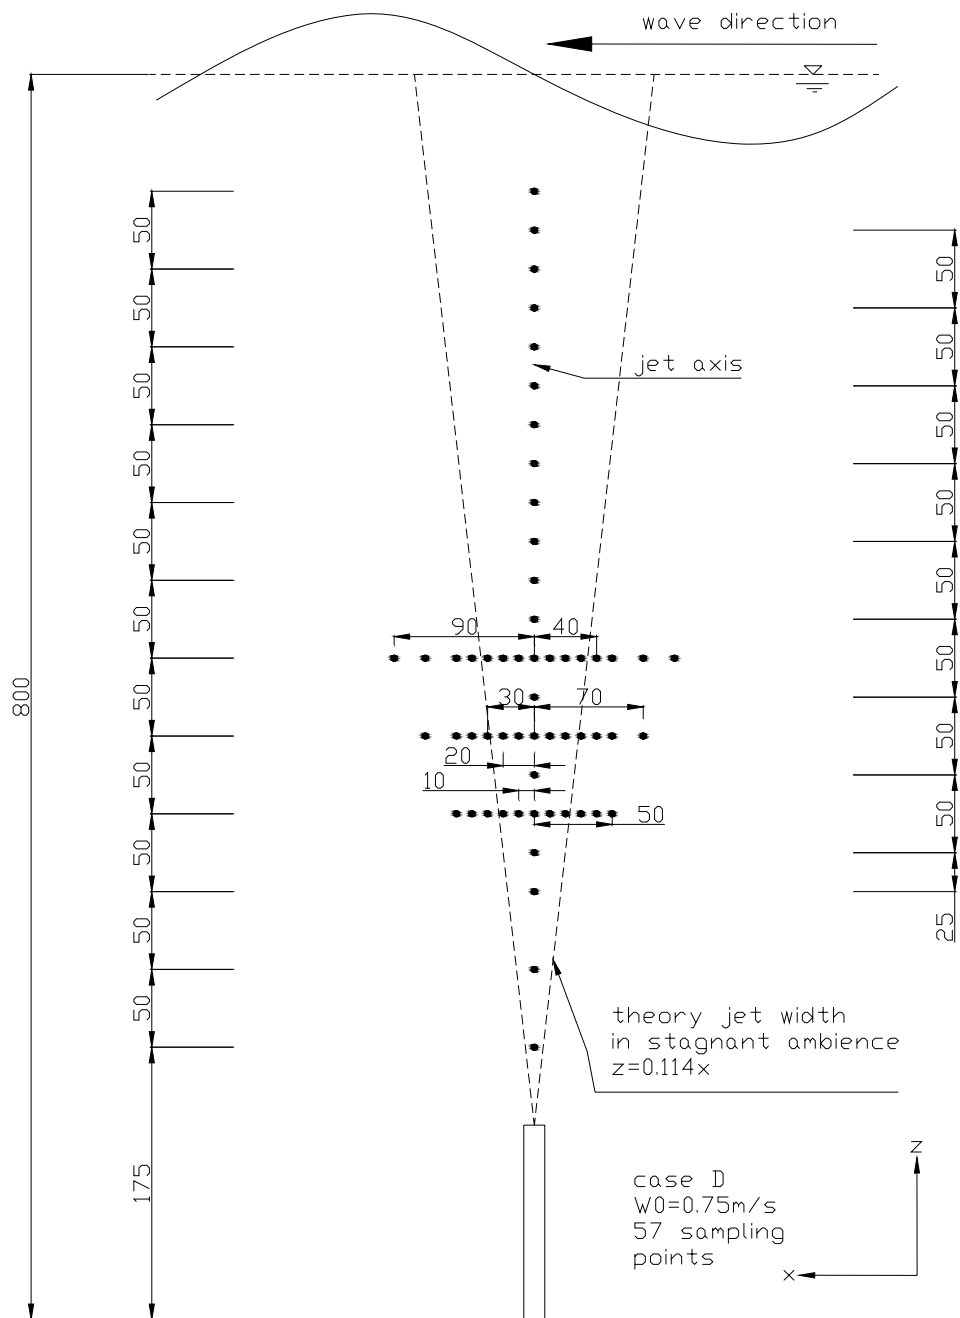 wave direction
50
50
50
50
50
jet axis
50
50
50
50
50
50
50
90
40
50
50
800
50
30
70
50
20
10
50
50
50
50
50
25
50
theory jet width
in stagnant ambience
z=0.114x
175
z
case D
W0=0.75m/s
57 sampling
points
x